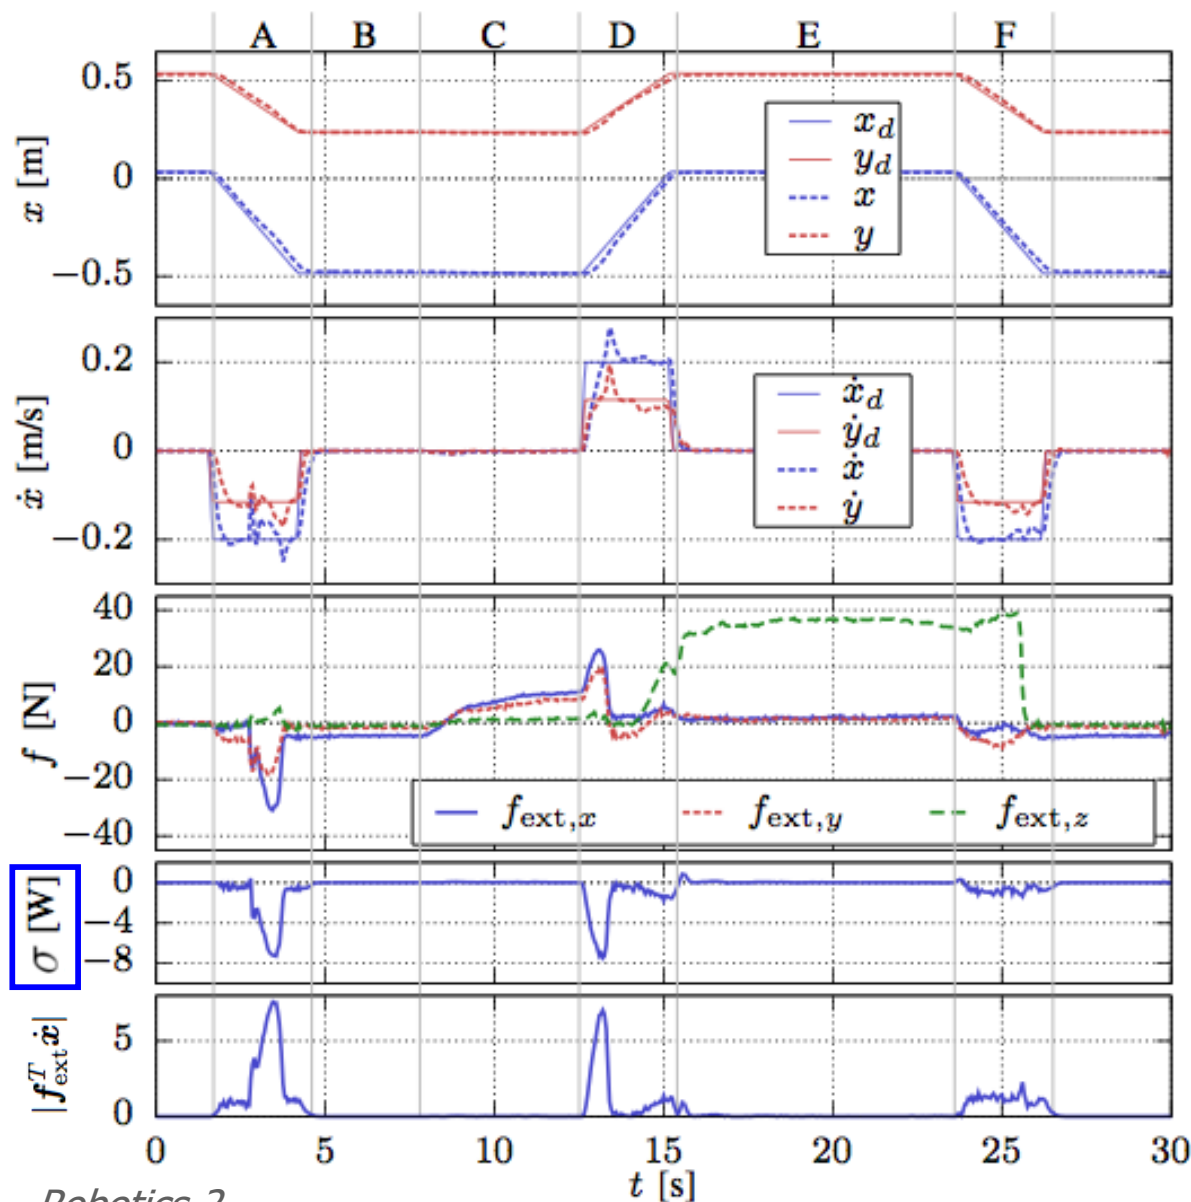 A B C D E F
x [m]
0.5
0
−0.5
x_d
y_d
x
y
ẋ [m/s]
0.2
0
−0.2
ẋ_d
ẏ_d
ẋ
ẏ
f [N]
40
20
0
−20
−40
f_ext,x f_ext,y f_ext,z
σ [W]
0
−4
−8
|f_ext^T ẋ|
5
0
0 5 10 15 20 25 30
t [s]
Robotics 2